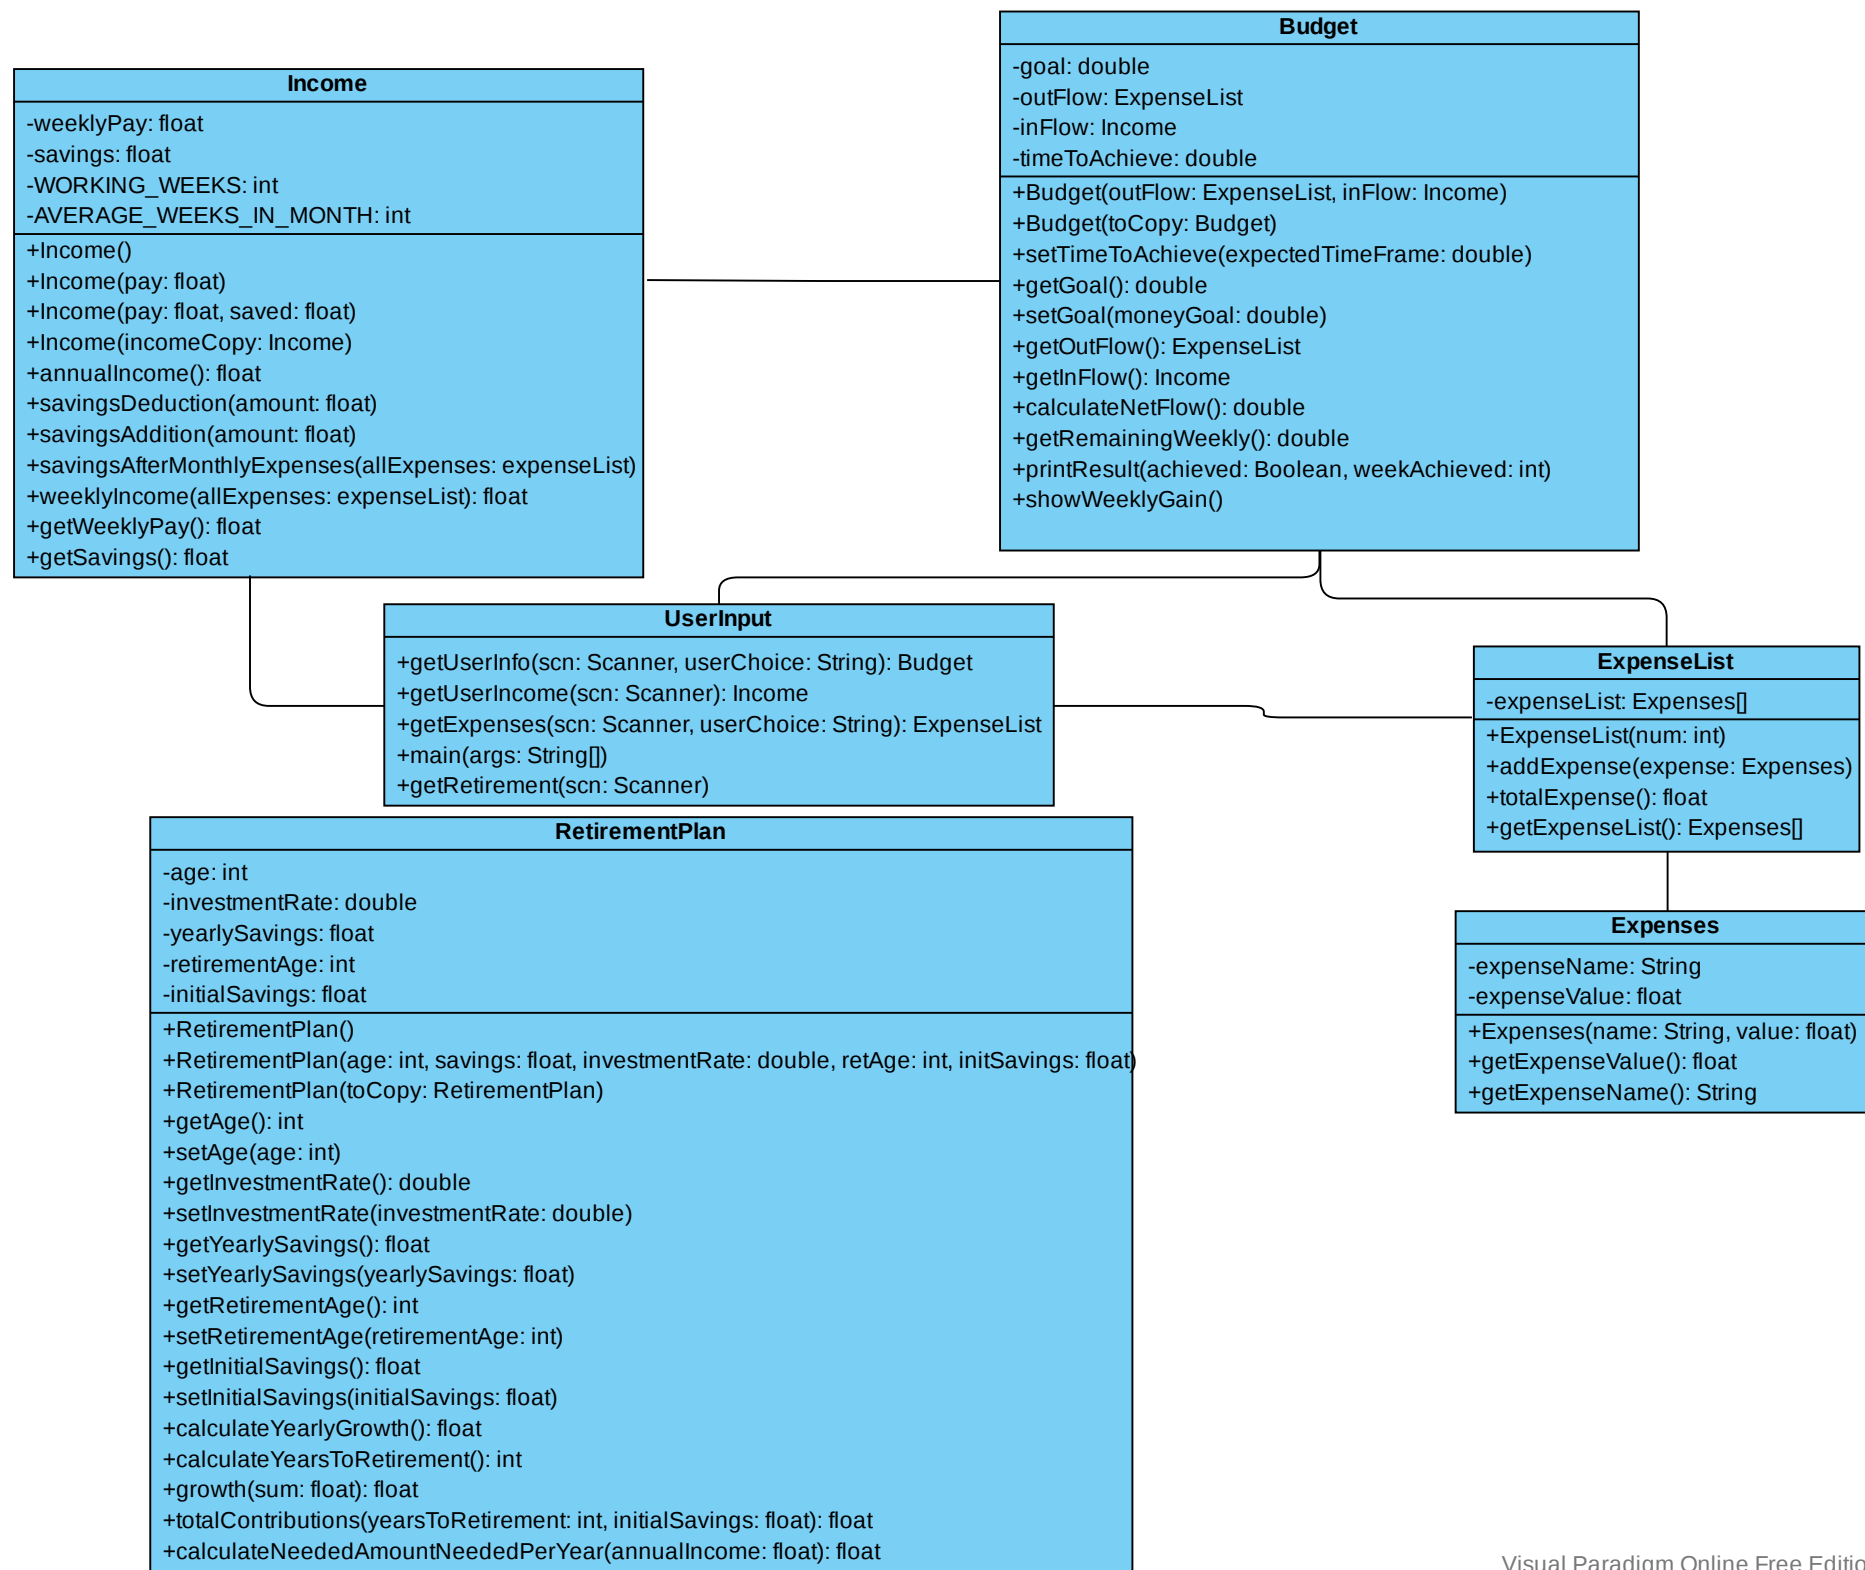 Income
-weeklyPay: float
-savings: float
-WORKING_WEEKS: int
-AVERAGE_WEEKS_IN_MONTH: int
+Income()
+Income(pay: float)
+Income(pay: float, saved: float)
+Income(incomeCopy: Income)
+annualIncome(): float
+savingsDeduction(amount: float)
+savingsAddition(amount: float)
+savingsAfterMonthlyExpenses(allExpenses: expenseList)
+weeklyIncome(allExpenses: expenseList): float
+getWeeklyPay(): float
+getSavings(): float
Budget
-goal: double
-outFlow: ExpenseList
-inFlow: Income
-timeToAchieve: double
+Budget(outFlow: ExpenseList, inFlow: Income)
+Budget(toCopy: Budget)
+setTimeToAchieve(expectedTimeFrame: double)
+getGoal(): double
+setGoal(moneyGoal: double)
+getOutFlow(): ExpenseList
+getInFlow(): Income
+calculateNetFlow(): double
+getRemainingWeekly(): double
+printResult(achieved: Boolean, weekAchieved: int)
+showWeeklyGain()
UserInput
+getUserInfo(scn: Scanner, userChoice: String): Budget
+getUserIncome(scn: Scanner): Income
+getExpenses(scn: Scanner, userChoice: String): ExpenseList
+main(args: String[])
+getRetirement(scn: Scanner)
ExpenseList
-expenseList: Expenses[]
+ExpenseList(num: int)
+addExpense(expense: Expenses)
+totalExpense(): float
+getExpenseList(): Expenses[]
Expenses
-expenseName: String
-expenseValue: float
+Expenses(name: String, value: float)
+getExpenseValue(): float
+getExpenseName(): String
RetirementPlan
-age: int
-investmentRate: double
-yearlySavings: float
-retirementAge: int
-initialSavings: float
+RetirementPlan()
+RetirementPlan(age: int, savings: float, investmentRate: double, retAge: int, initSavings: float)
+RetirementPlan(toCopy: RetirementPlan)
+getAge(): int
+setAge(age: int)
+getInvestmentRate(): double
+setInvestmentRate(investmentRate: double)
+getYearlySavings(): float
+setYearlySavings(yearlySavings: float)
+getRetirementAge(): int
+setRetirementAge(retirementAge: int)
+getInitialSavings(): float
+setInitialSavings(initialSavings: float)
+calculateYearlyGrowth(): float
+calculateYearsToRetirement(): int
+growth(sum: float): float
+totalContributions(yearsToRetirement: int, initialSavings: float): float
+calculateNeededAmountNeededPerYear(annualIncome: float): float
Visual Paradigm Online Free Editio